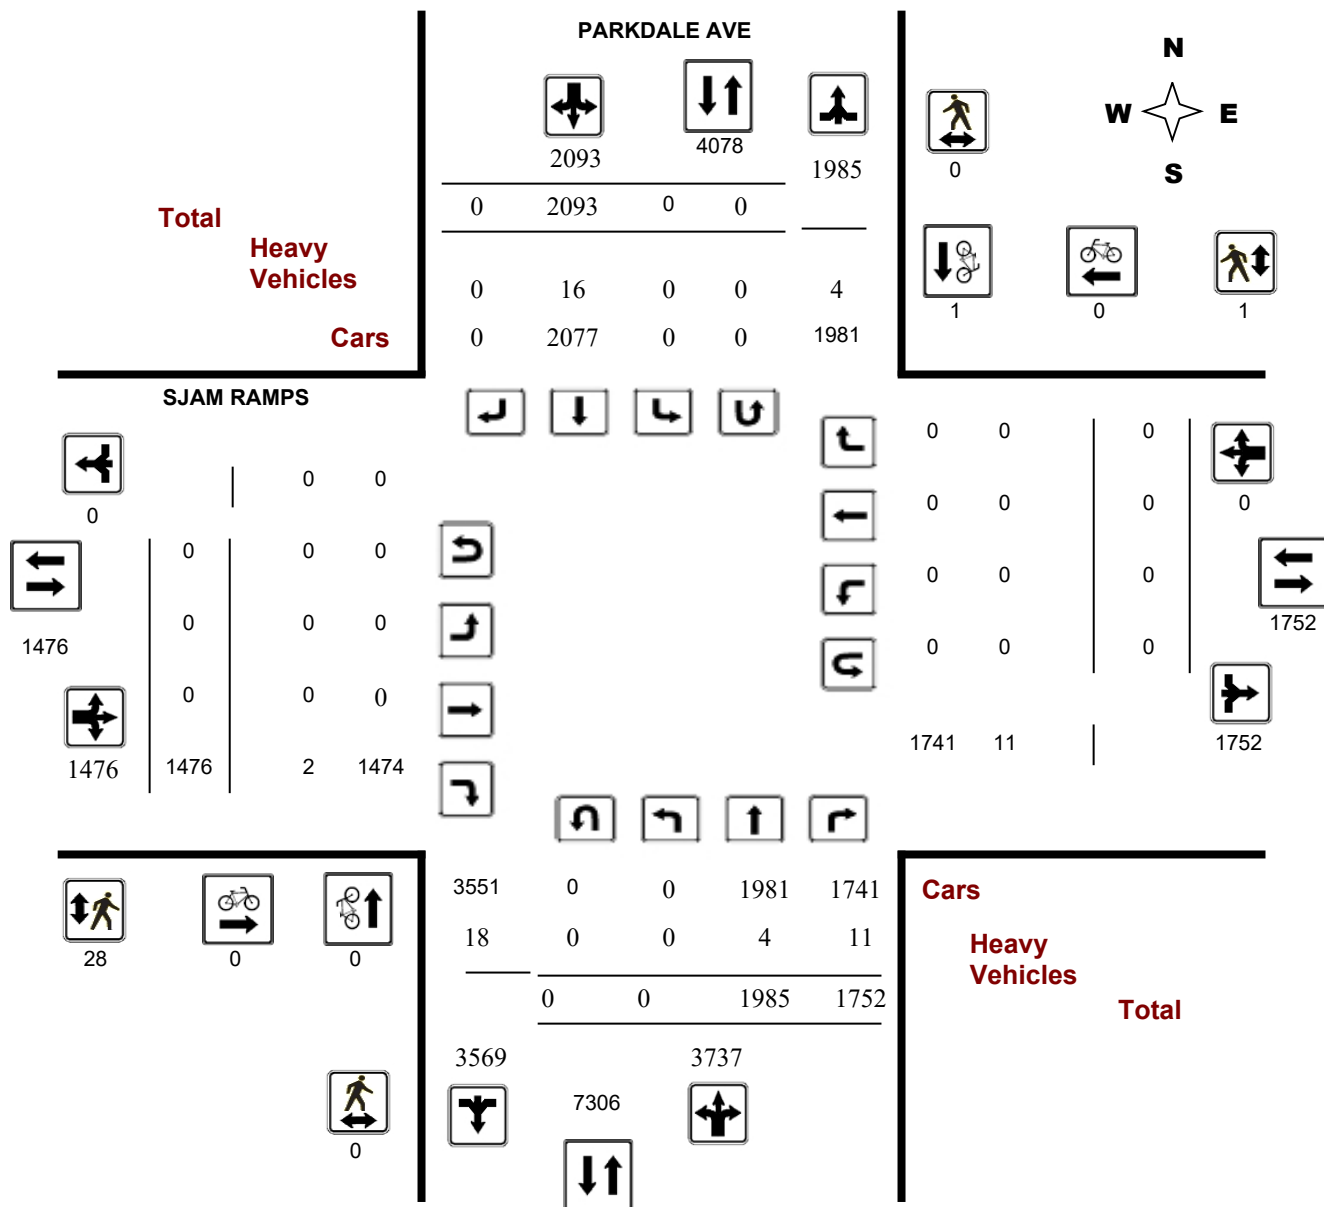 PARKDALE AVE
N
W E
S
2093 4078 1985 0
0 2093 0 0
Total
Heavy
Vehicles
0 16 0 0 4
1 0 1
Cars
0 2077 0 0 1981
SJAM RAMPS
0 0 0
0 0
0 0
0 0 0
0
0 0 0
0 0 0
1476
0 0 0
0 0 0
1752
0 0 0
0 0 0
1476 1476 2 1474
1741 11 1752
3551 0 0 1981 1741
Cars
18 0 0 4 11
Heavy
Vehicles
28 0 0
0 0 1985 1752
Total
3569 3737
7306
0